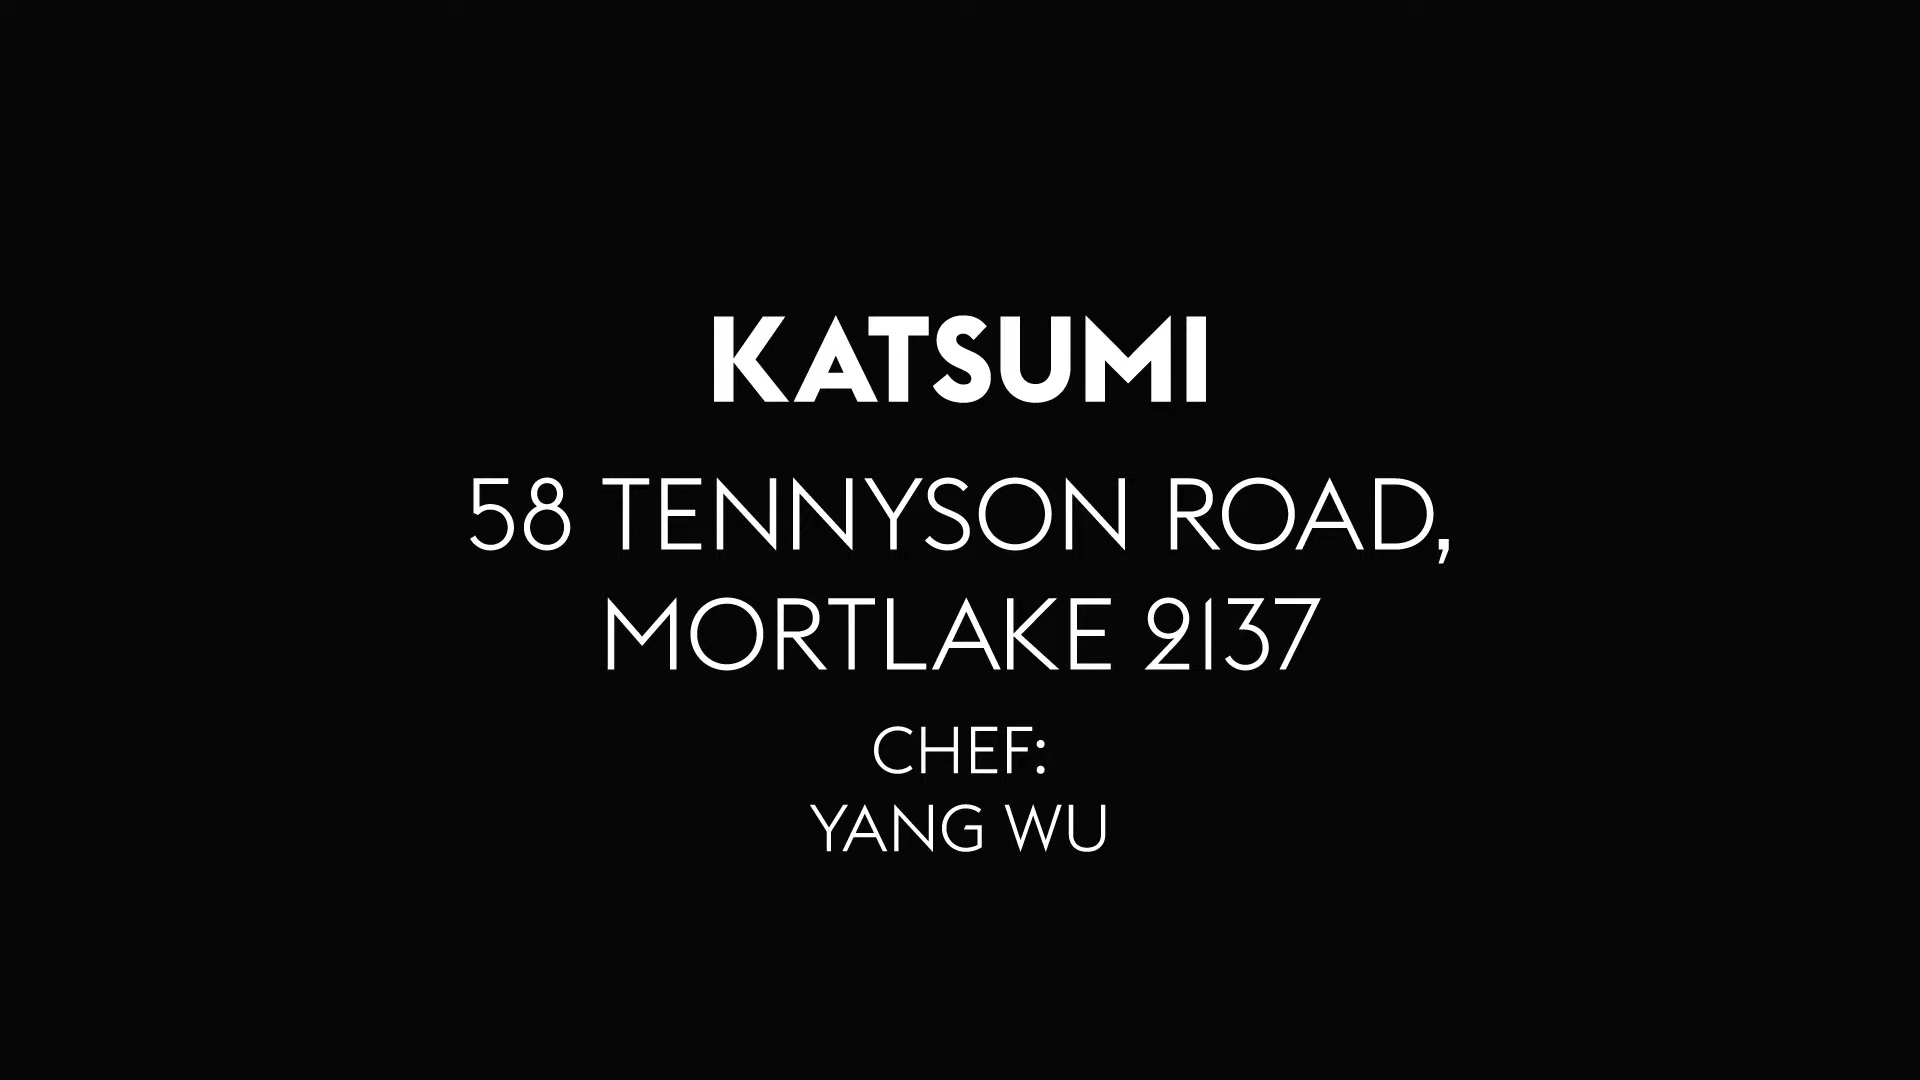 KATSUMI
58 TENNYSON ROAD,
MORTLAKE 2137
CHEF:
YANG WU